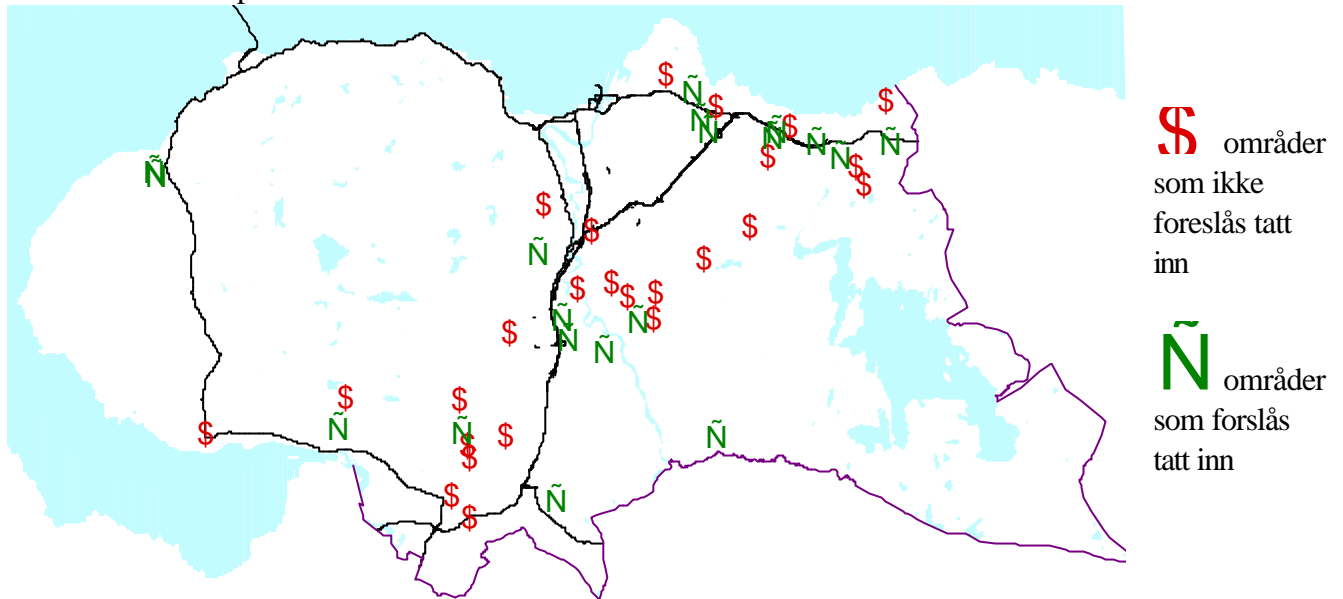 $ områder
som ikke
foreslås tatt
inn
Ñ områder
som forslås
tatt inn